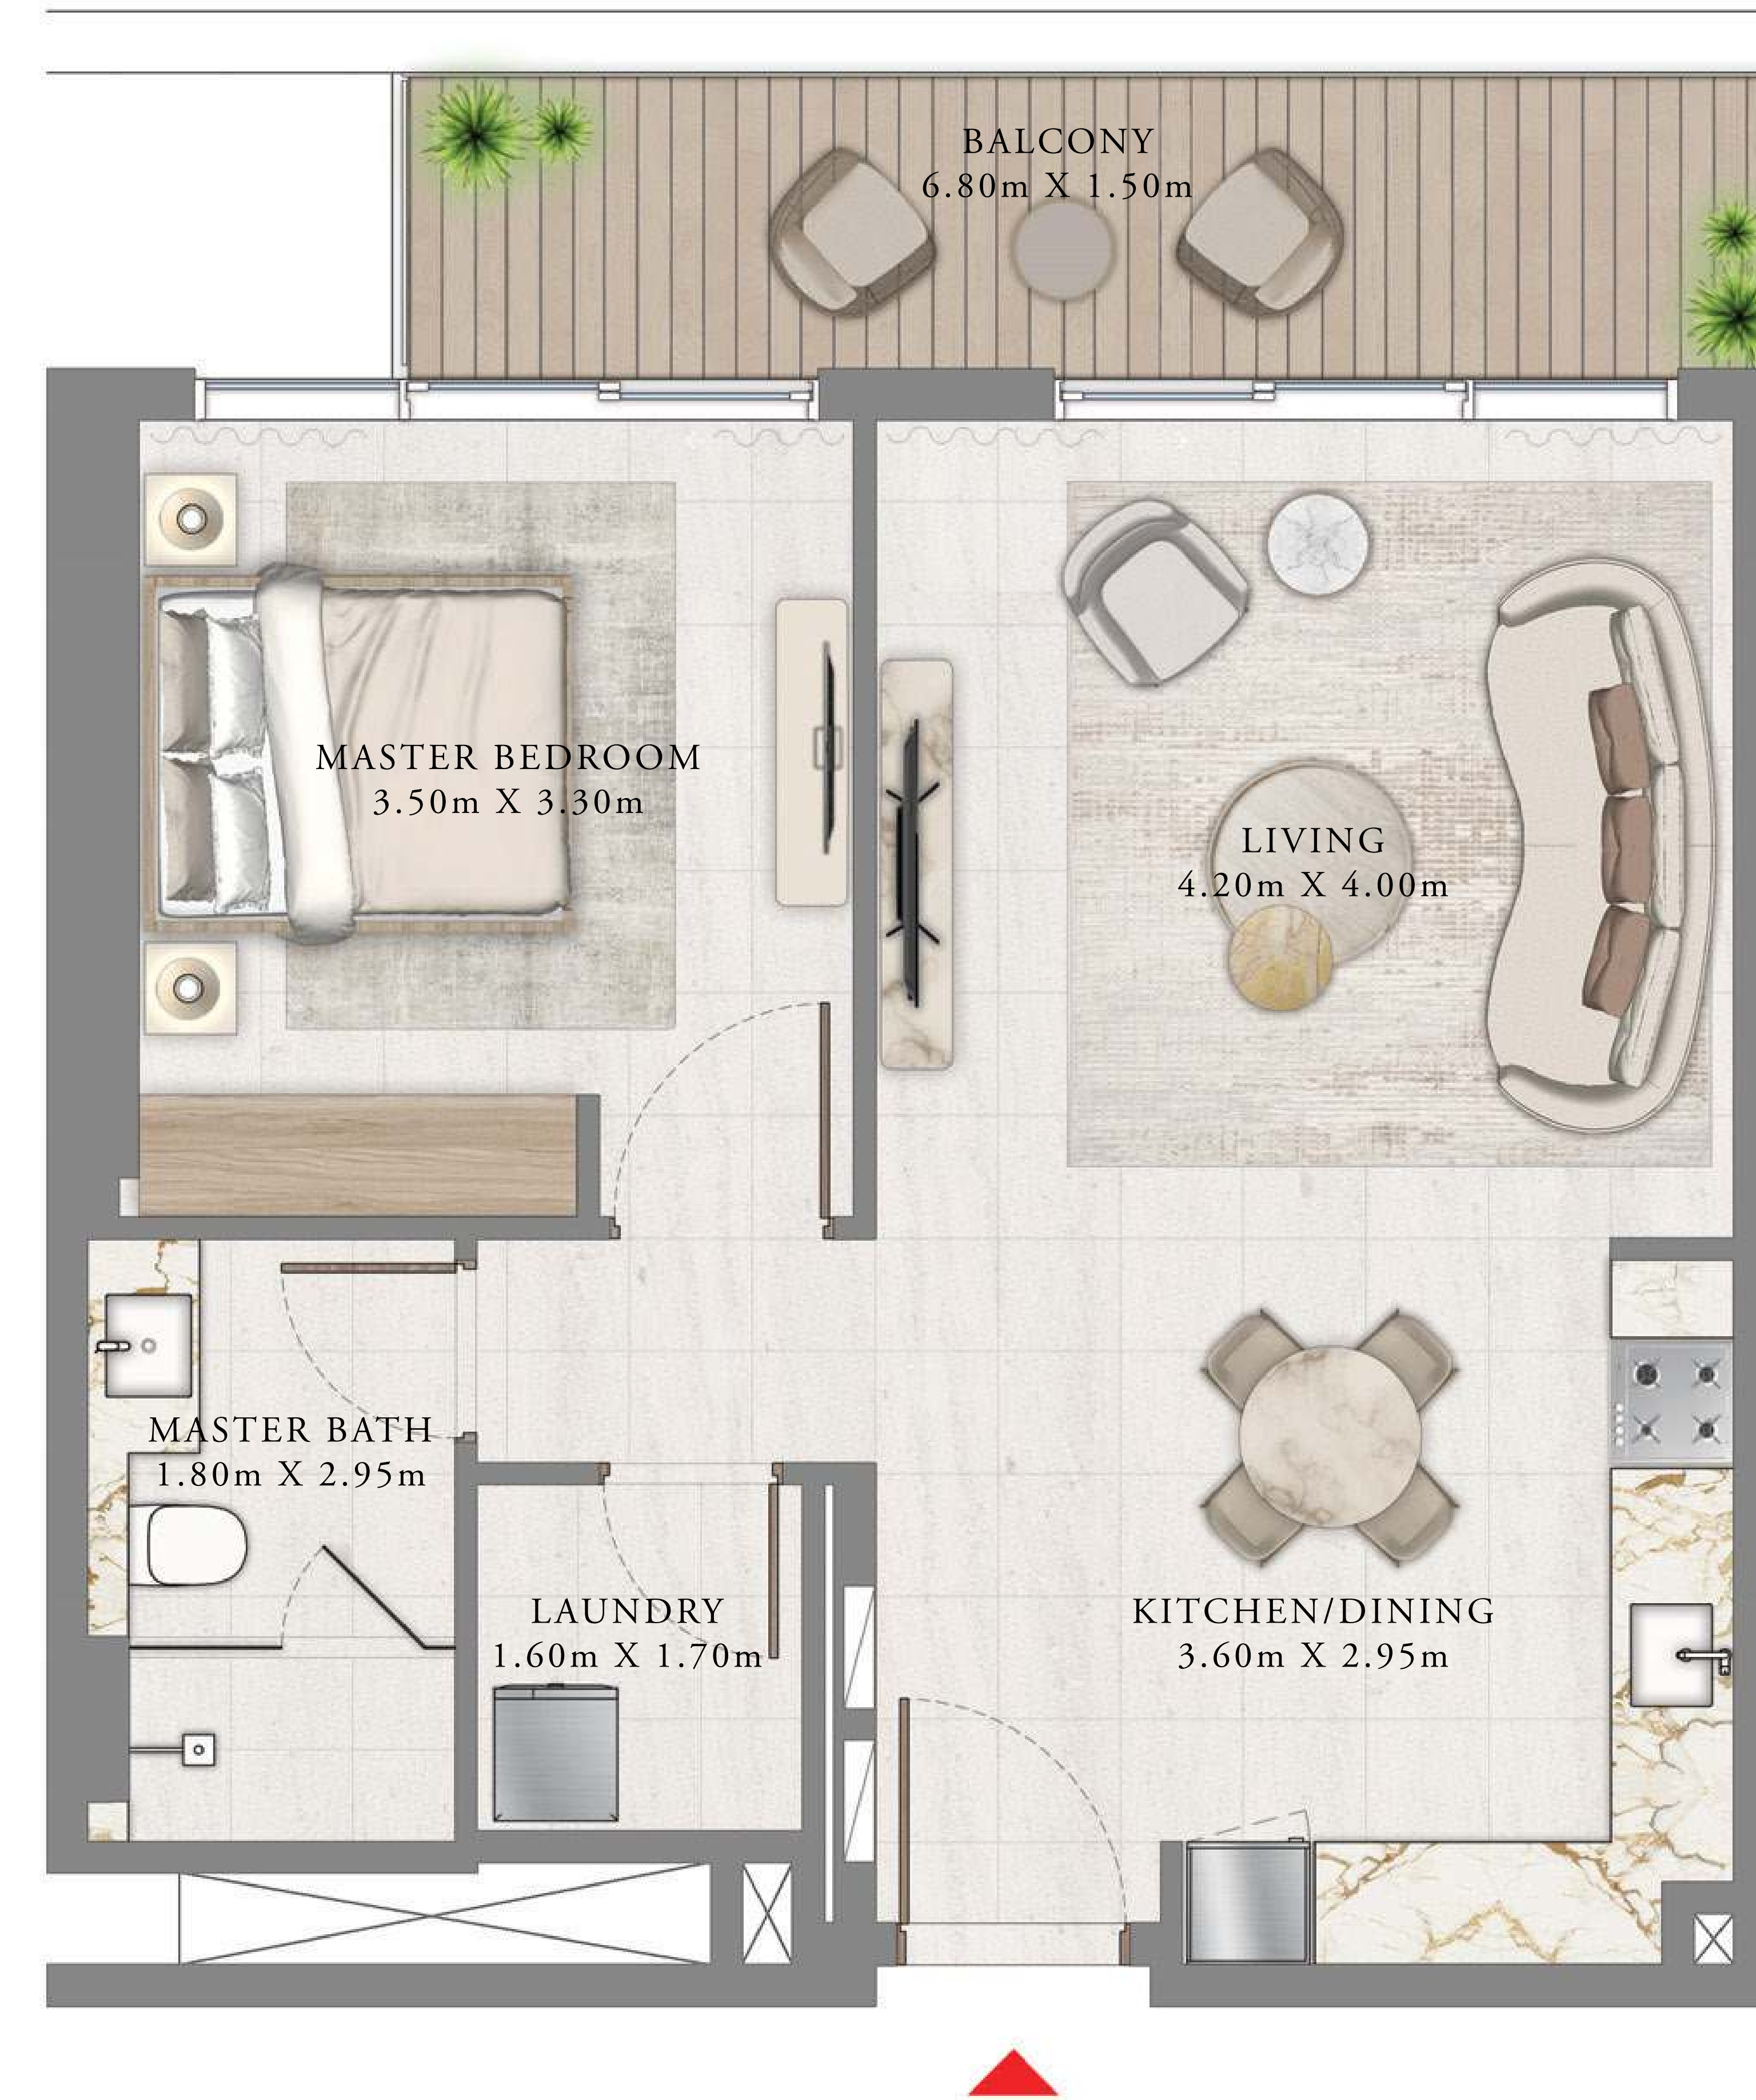 BALCONY
6.80m X 1.50m
MASTER BEDROOM
3.50m X 3.30m
LIVING
4.20m X 4.00m
MASTER BATH
1.80m X 2.95m
LAUNDRY
1.60m X 1.70m
KITCHEN/DINING
3.60m X 2.95m